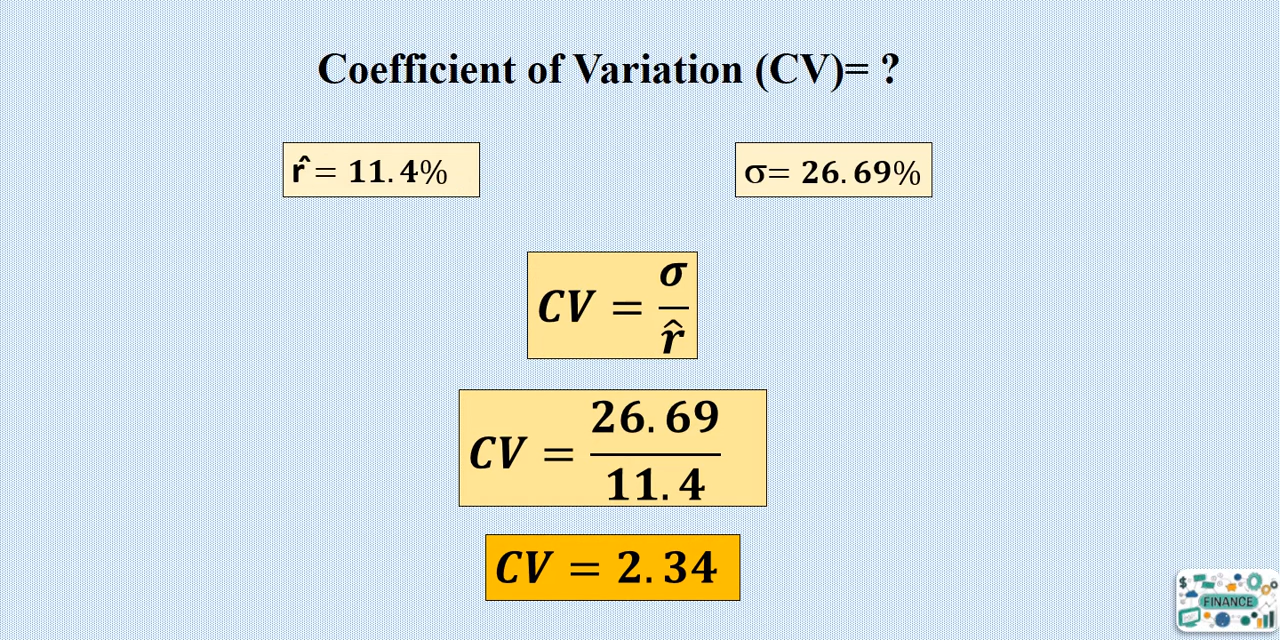 Coefficient of Variation (CV)= ?
r̂ = 11.4%
σ= 26.69%
CV = σ / r̂
CV = 26.69 / 11.4
CV = 2.34
FINANCE